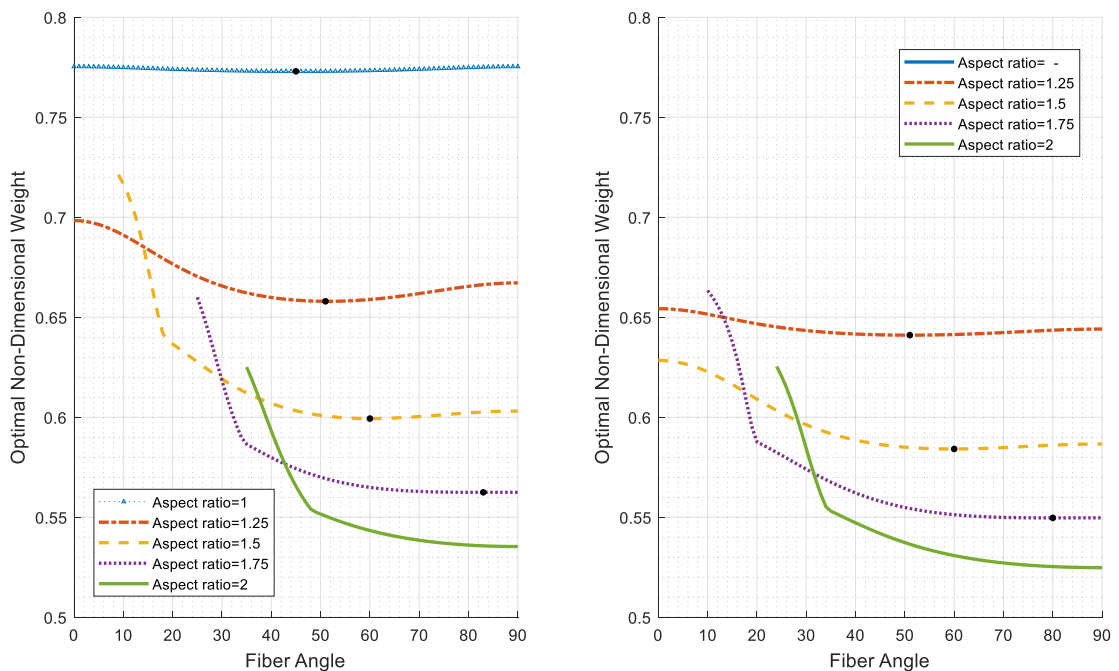 0.8
0.75
0.7
0.65
0.6
0.55
0.5
0 10 20 30 40 50 60 70 80 90
Optimal Non-Dimensional Weight
Fiber Angle
Aspect ratio=1
Aspect ratio=1.25
Aspect ratio=1.5
Aspect ratio=1.75
Aspect ratio=2
0.8
0.75
0.7
0.65
0.6
0.55
0.5
0 10 20 30 40 50 60 70 80 90
Optimal Non-Dimensional Weight
Fiber Angle
Aspect ratio= -
Aspect ratio=1.25
Aspect ratio=1.5
Aspect ratio=1.75
Aspect ratio=2